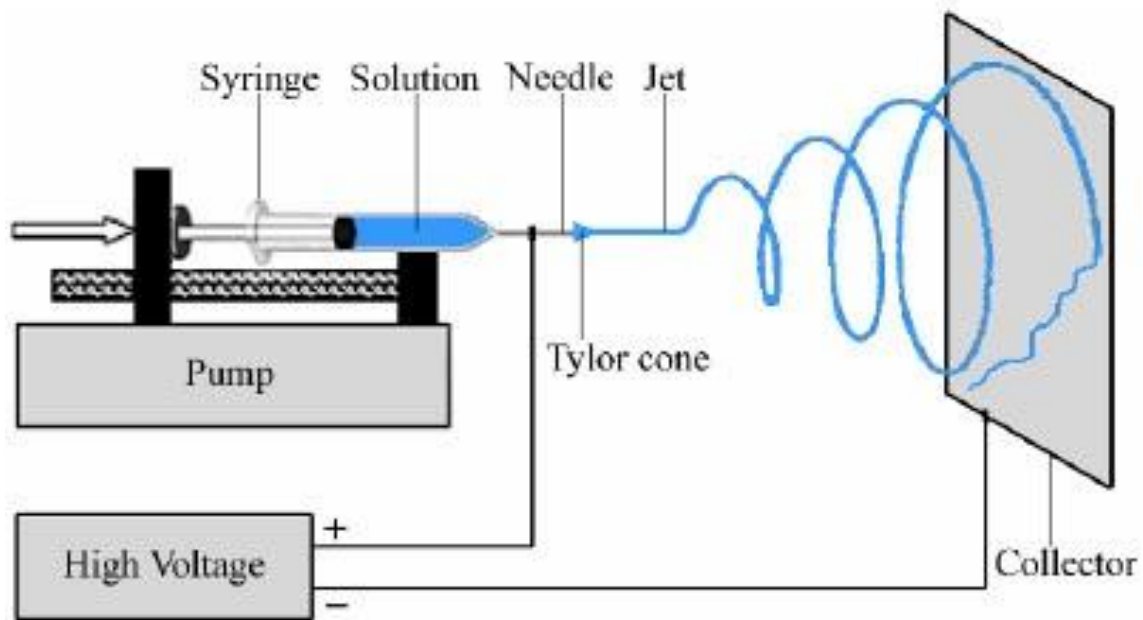 Syringe Solution Needle Jet
Tylor cone
Pump
+
High Voltage
−
Collector